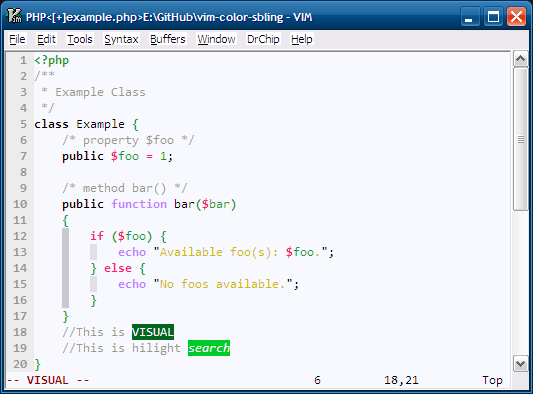 PHP<[+]example.php>E:\GitHub\vim-color-sbling - VIM
File Edit Tools Syntax Buffers Window DrChip Help
1 <?php
2 /**
3  * Example Class
4  */
5 class Example {
6     /* property $foo */
7     public $foo = 1;
8
9     /* method bar() */
10     public function bar($bar)
11     {
12         if ($foo) {
13             echo "Available foo(s): $foo.";
14         } else {
15             echo "No foos available.";
16         }
17     }
18     //This is VISUAL
19     //This is hilight search
20 }
-- VISUAL -- 6 18,21 Top